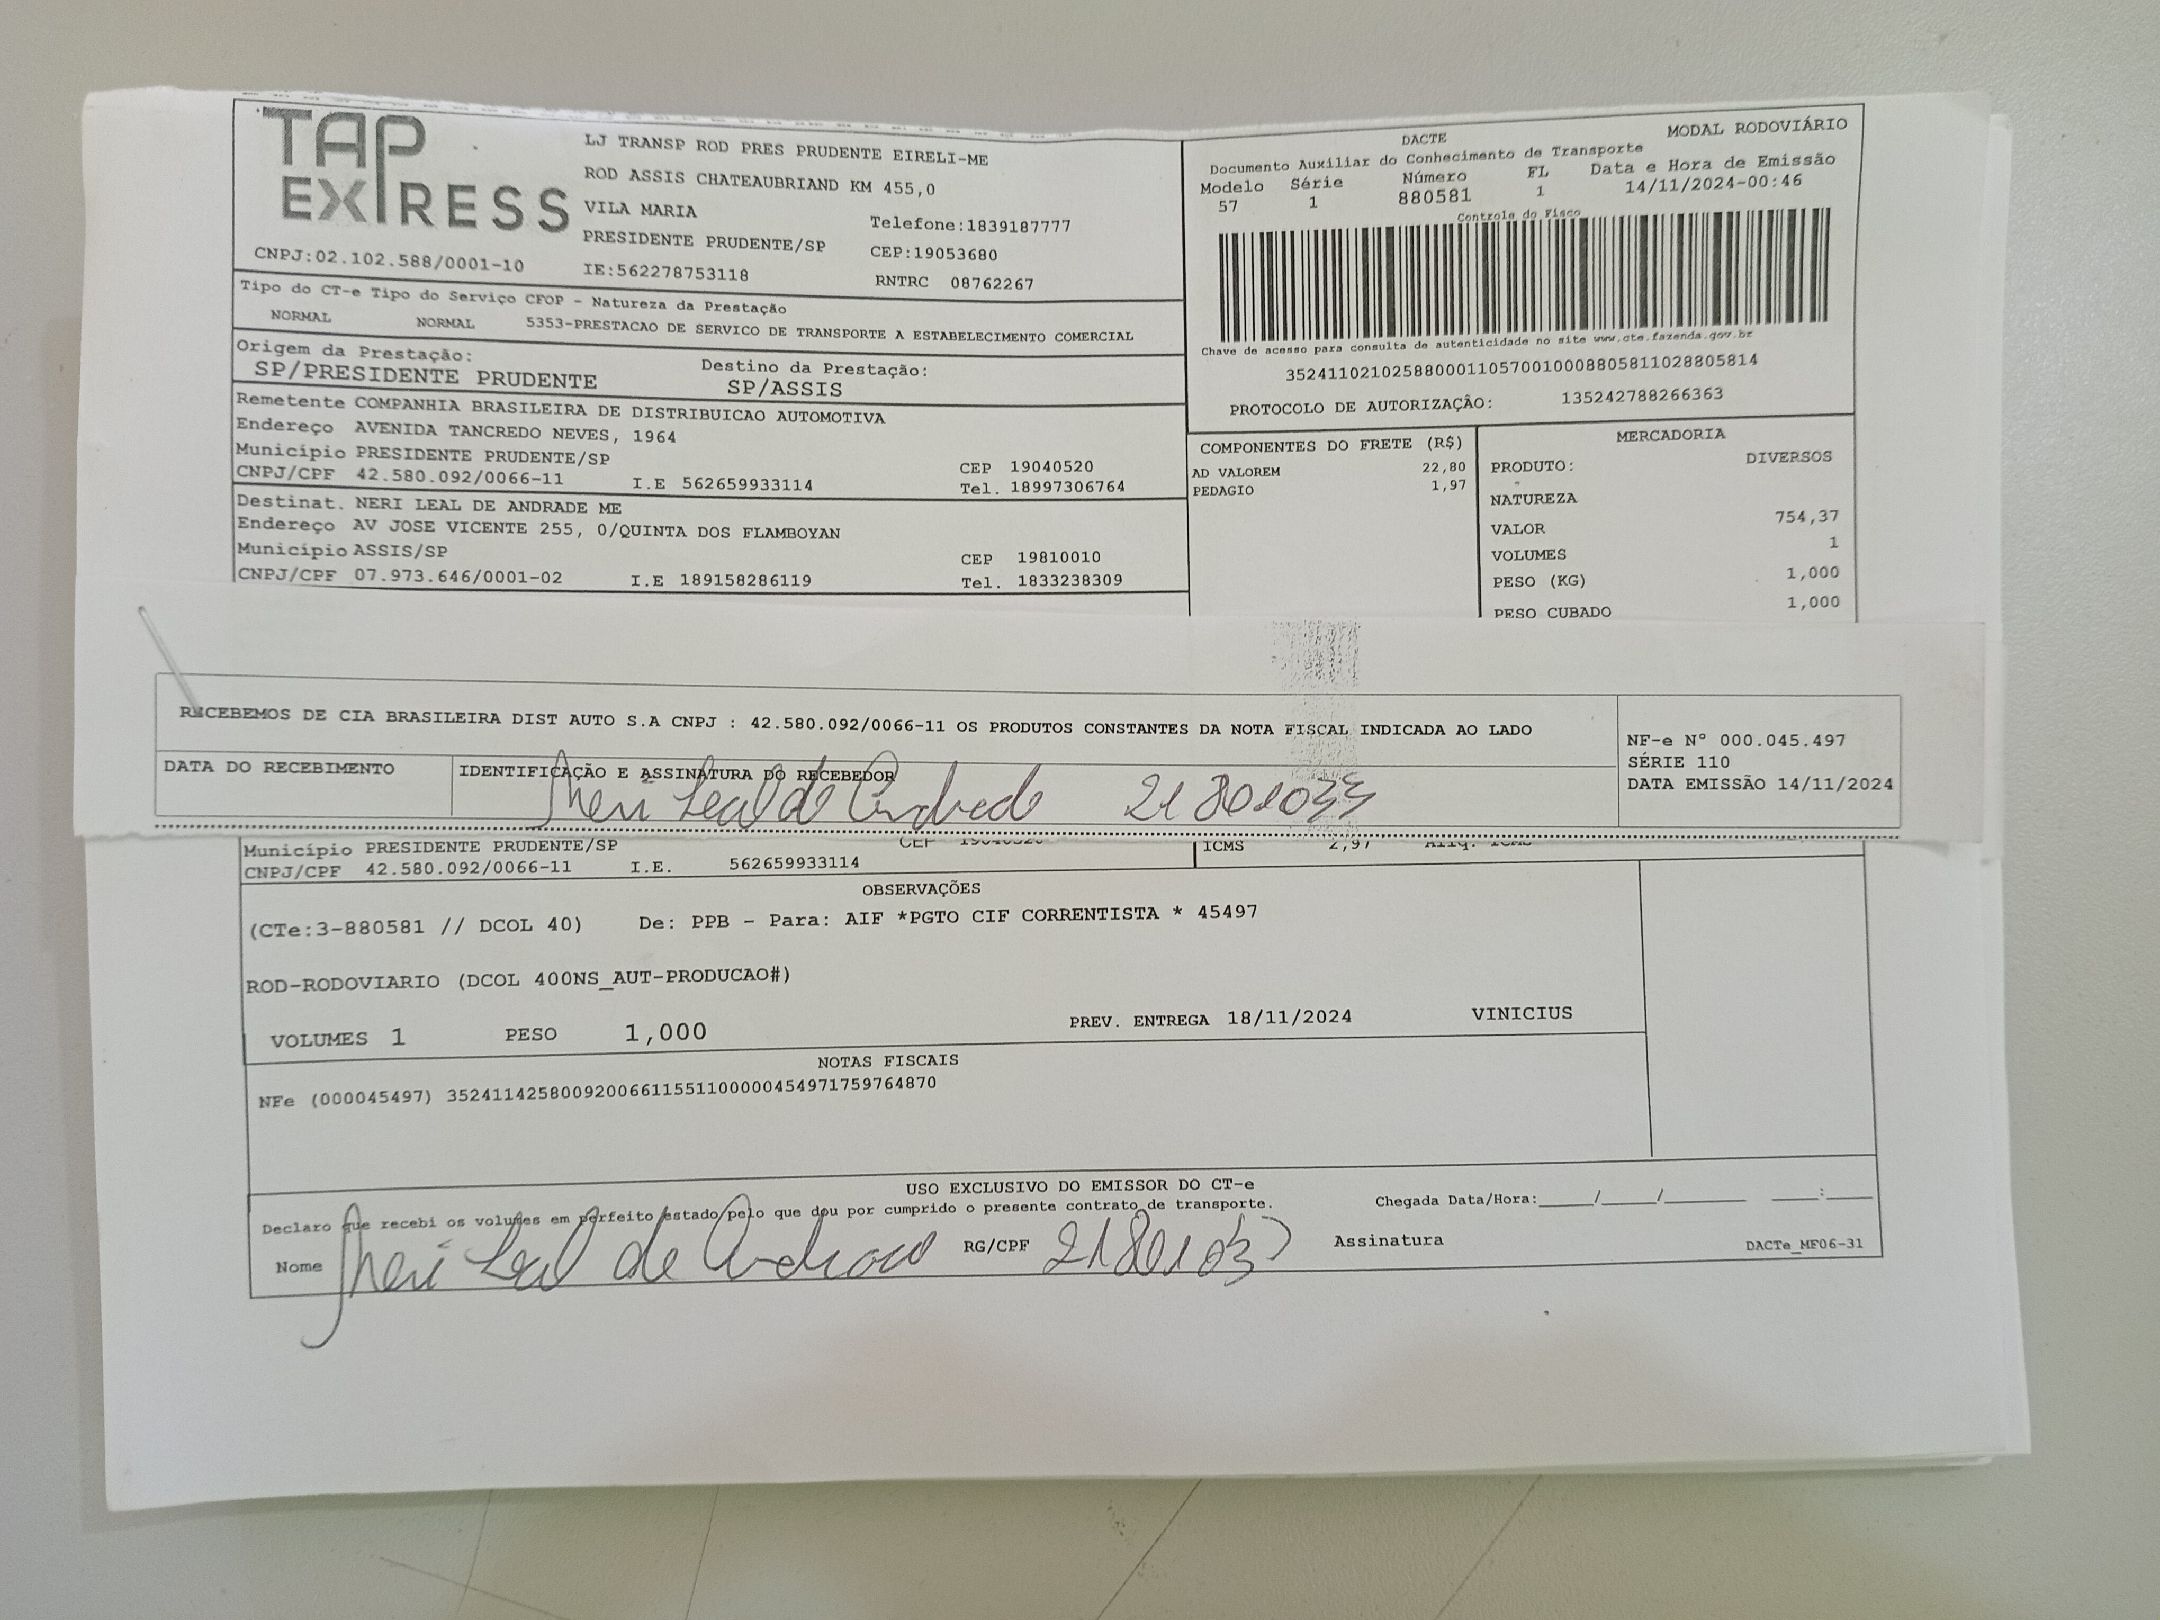 TAP EXPRESS
LJ TRANSP ROD PRES PRUDENTE EIRELI-ME
ROD ASSIS CHATEAUBRIAND KM 455,0
VILA MARIA
Telefone:1839187777
PRESIDENTE PRUDENTE/SP
CEP:19053680
CNPJ:02.102.588/0001-10
IE:562278753118
RNTRC 08762267
DACTE
MODAL RODOVIÁRIO
Documento Auxiliar do Conhecimento de Transporte
Modelo Série Número FL Data e Hora de Emissão
57 1 880581 1 14/11/2024-00:46
Controle do Fisco
Chave de acesso para consulta de autenticidade no site www.cte.fazenda.gov.br
35241102102588000110570010008805811028805814
PROTOCOLO DE AUTORIZAÇÃO: 135242788266363
Tipo do CT-e Tipo do Serviço CFOP - Natureza da Prestação
NORMAL NORMAL 5353-PRESTACAO DE SERVICO DE TRANSPORTE A ESTABELECIMENTO COMERCIAL
Origem da Prestação: Destino da Prestação:
SP/PRESIDENTE PRUDENTE SP/ASSIS
Remetente COMPANHIA BRASILEIRA DE DISTRIBUICAO AUTOMOTIVA
Endereço AVENIDA TANCREDO NEVES, 1964
Município PRESIDENTE PRUDENTE/SP CEP 19040520
CNPJ/CPF 42.580.092/0066-11 I.E 562659933114 Tel. 18997306764
Destinat. NERI LEAL DE ANDRADE ME
Endereço AV JOSE VICENTE 255, 0/QUINTA DOS FLAMBOYAN
Município ASSIS/SP CEP 19810010
CNPJ/CPF 07.973.646/0001-02 I.E 189158286119 Tel. 1833238309
COMPONENTES DO FRETE (R$)
AD VALOREM 22,80
PEDAGIO 1,97
MERCADORIA
PRODUTO: DIVERSOS
NATUREZA
VALOR 754,37
VOLUMES 1
PESO (KG) 1,000
PESO CUBADO 1,000
RECEBEMOS DE CIA BRASILEIRA DIST AUTO S.A CNPJ : 42.580.092/0066-11 OS PRODUTOS CONSTANTES DA NOTA FISCAL INDICADA AO LADO
DATA DO RECEBIMENTO
IDENTIFICAÇÃO E ASSINATURA DO RECEBEDOR
Neri Leal de Andrade 21801033
NF-e Nº 000.045.497
SÉRIE 110
DATA EMISSÃO 14/11/2024
Município PRESIDENTE PRUDENTE/SP CEP 19040520
CNPJ/CPF 42.580.092/0066-11 I.E. 562659933114
ICMS 2,97 Aliq. ICMS
OBSERVAÇÕES
(CTe:3-880581 // DCOL 40) De: PPB - Para: AIF *PGTO CIF CORRENTISTA * 45497
ROD-RODOVIARIO (DCOL 400NS_AUT-PRODUCAO#)
VOLUMES 1 PESO 1,000 PREV. ENTREGA 18/11/2024 VINICIUS
NOTAS FISCAIS
NFe (000045497) 35241142580092006611551100000454971759764870
USO EXCLUSIVO DO EMISSOR DO CT-e
Declaro que recebi os volumes em perfeito estado pelo que dou por cumprido o presente contrato de transporte.
Chegada Data/Hora:____/____/______ ____:____
Nome Neri Leal de Andrade RG/CPF 21801033 Assinatura
DACTe_MF06-31